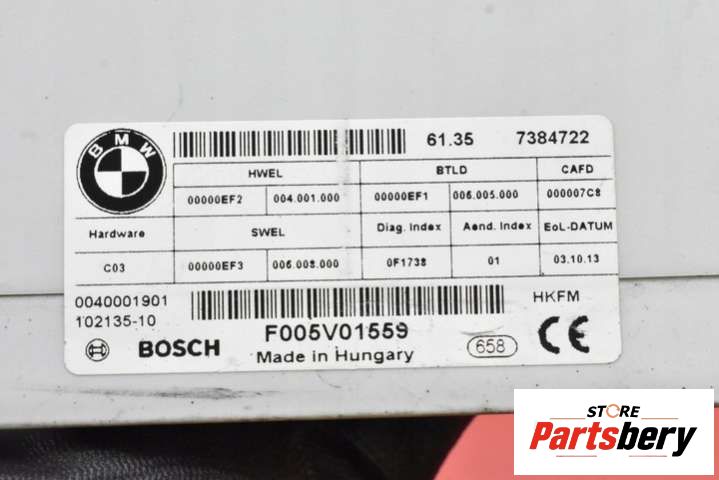 BMW
61.35 7384722
HWEL BTLD CAFD
00000EF2 004.001.000 00000EF1 006.005.000 000007C8
Hardware SWEL Diag. Index Aend. Index EoL-DATUM
C03 00000EF3 006.008.000 0F1738 01 03.10.13
0040001901 HKFM
102135-10
F005V01559
BOSCH Made in Hungary 658 CE
STORE
Partsbery